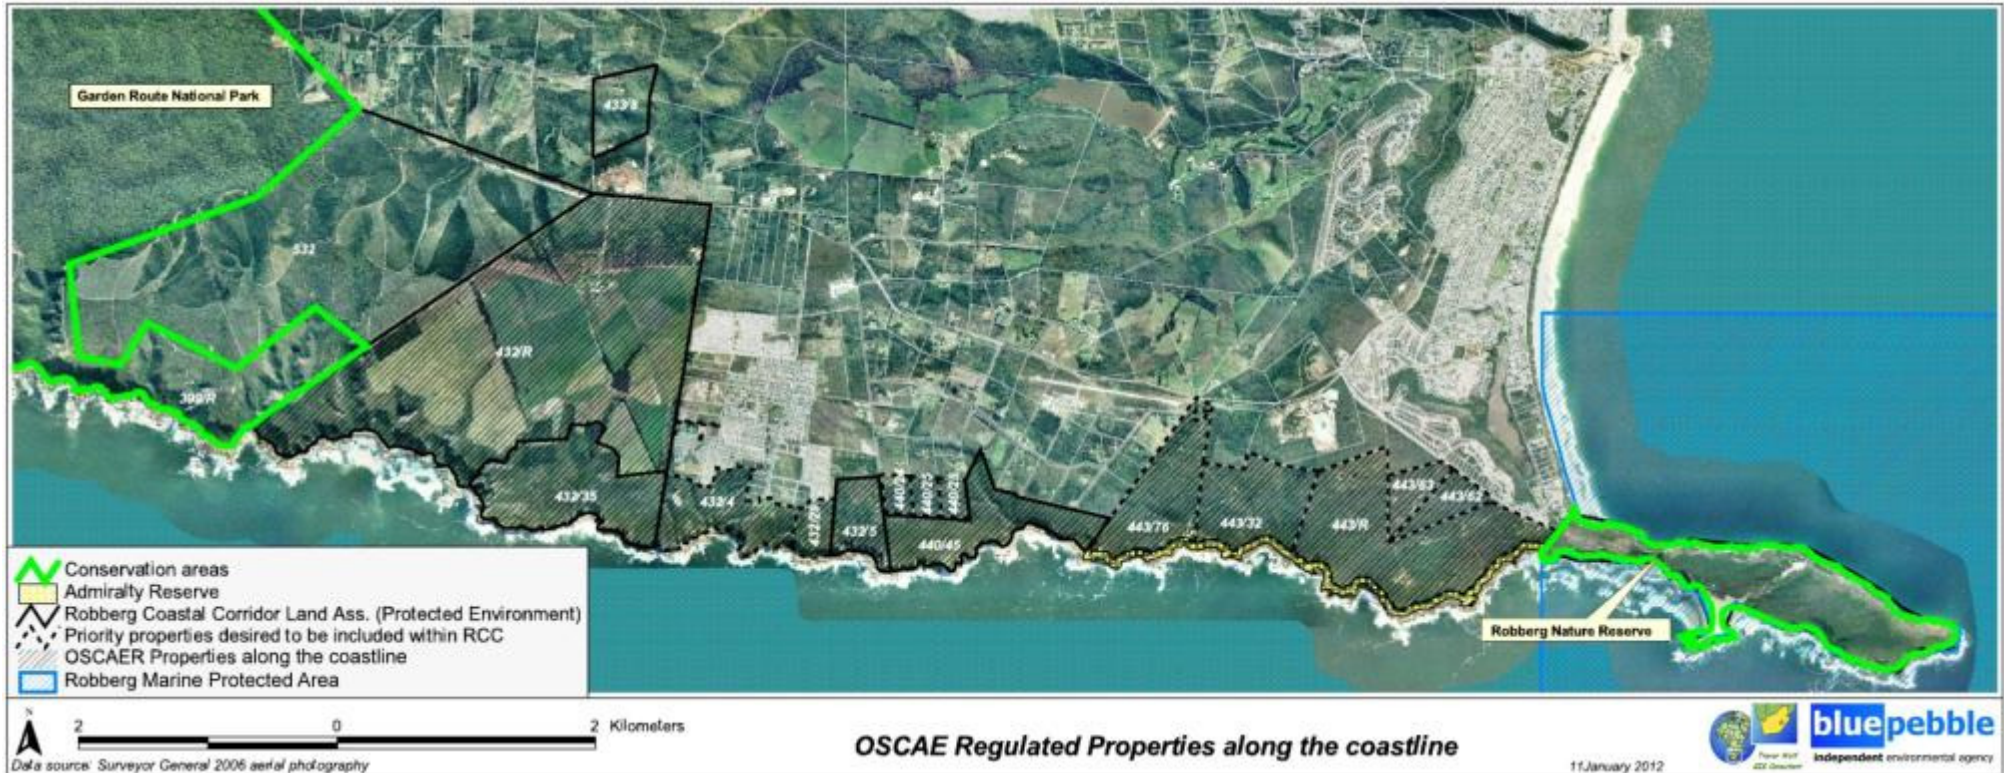 Garden Route National Park
433/8
532
432/R
399/R
432/35
432/4
432/5
440/24
440/25
440/45
443/76
443/32
443/R
443/63
443/62
Robberg Nature Reserve
Conservation areas
Admiralty Reserve
Robberg Coastal Corridor Land Ass. (Protected Environment)
Priority properties desired to be included within RCC
OSCAER Properties along the coastline
Robberg Marine Protected Area
N
2 0 2 Kilometers
Data source: Surveyor General 2006 aerial photography
OSCAE Regulated Properties along the coastline
11January 2012
bluepebble
independent environmental agency